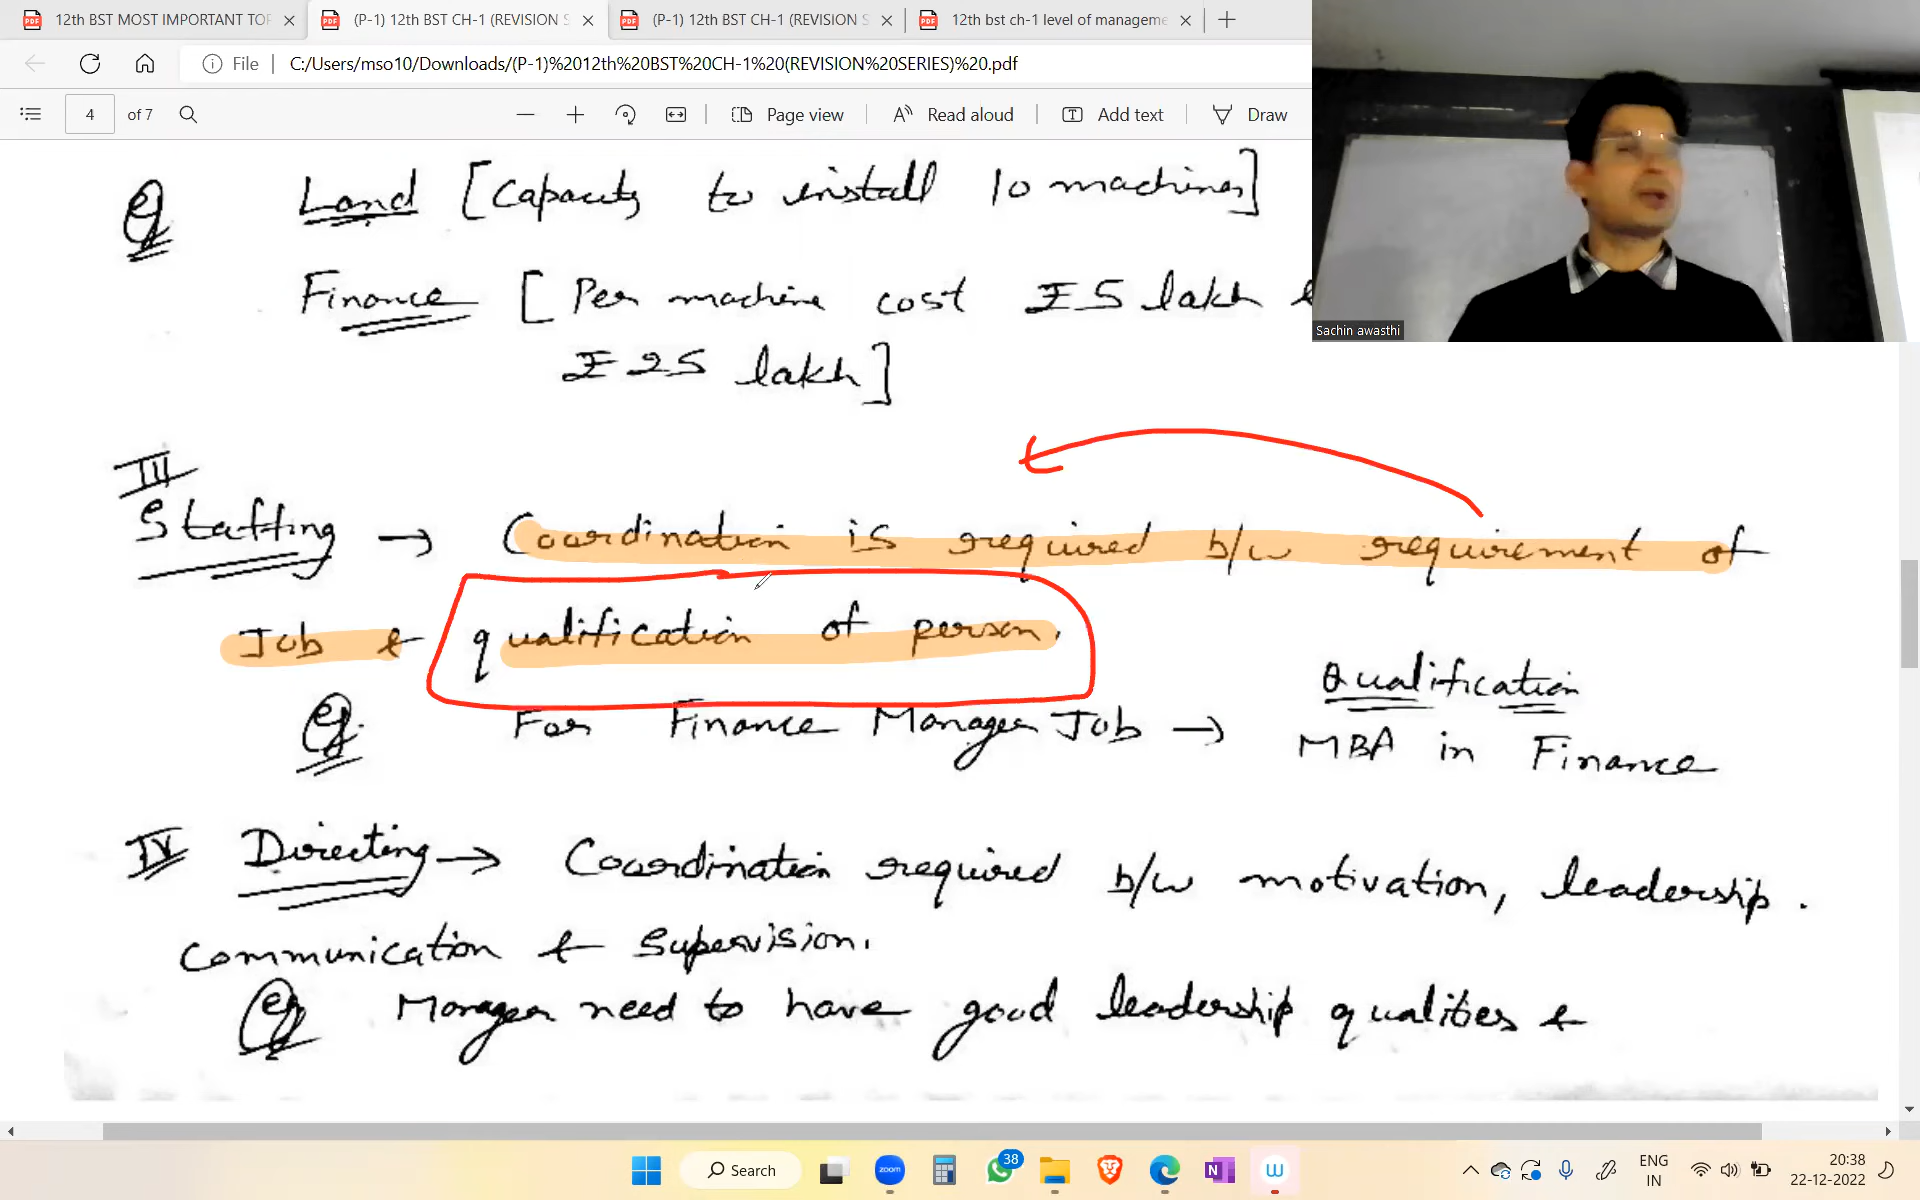 12th BST MOST IMPORTANT TO
(P-1) 12th BST CH-1 (REVISION S
(P-1) 12th BST CH-1 (REVISION S
12th bst ch-1 level of manageme
File
C:/Users/mso10/Downloads/(P-1)%2012th%20BST%20CH-1%20(REVISION%20SERIES)%20.pdf
4 of 7
Page view
Read aloud
Add text
Draw
Sachin awasthi
eg Land [Capacity to install 10 machines]
Finance [Per machine cost ₹5 lakh &
₹25 lakh]
III
Staffing → Coordination is required b/w requirement of
Job & qualification of person.
eg. For Finance Manager Job → Qualification
MBA in Finance
IV Directing → Coordination required b/w motivation, leadership.
communication & supervision.
eg Manager need to have good leadership qualities &
Search
zoom
38
N
W
ENG
IN
20:38
22-12-2022